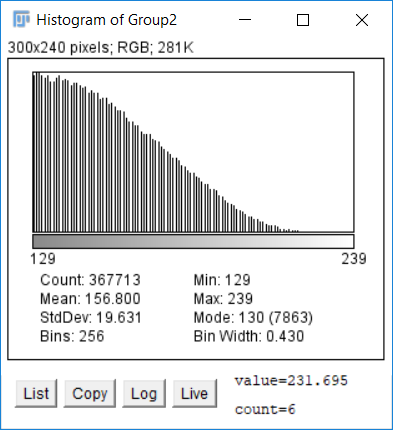 Histogram of Group2
300x240 pixels; RGB; 281K
129 239
Count: 367713 Min: 129
Mean: 156.800 Max: 239
StdDev: 19.631 Mode: 130 (7863)
Bins: 256 Bin Width: 0.430
List Copy Log Live value=231.695
count=6